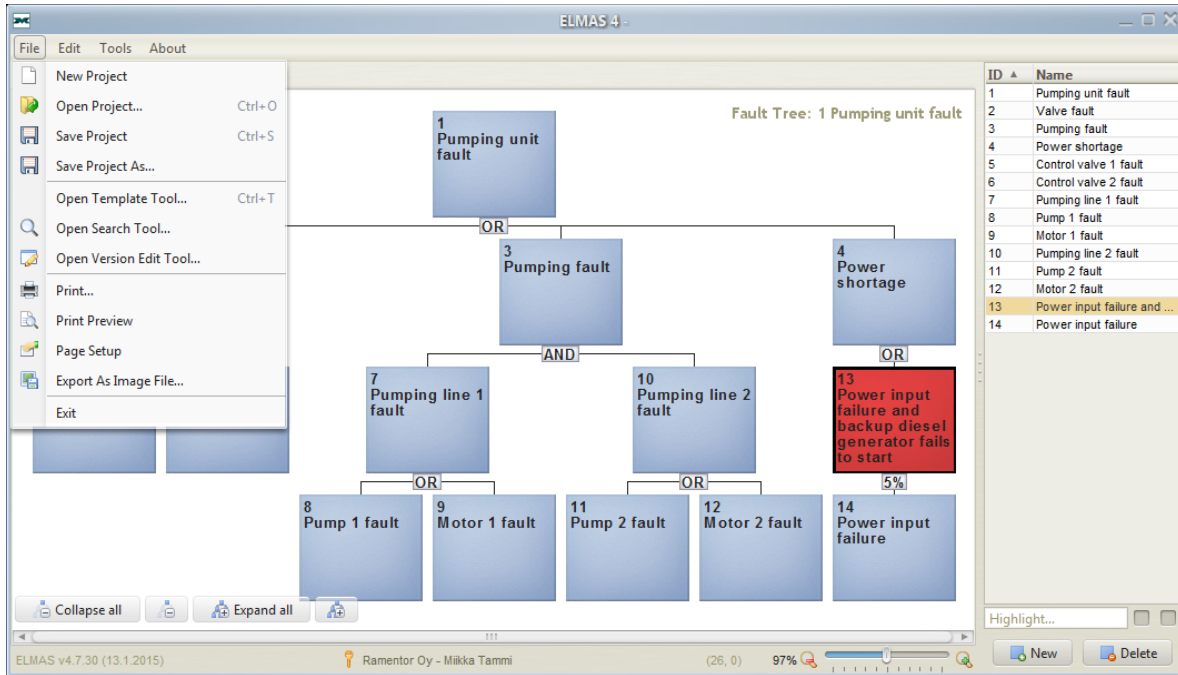 ELMAS 4 -
File Edit Tools About
New Project
Open Project... Ctrl+O
Save Project Ctrl+S
Save Project As...
Open Template Tool... Ctrl+T
Open Search Tool...
Open Version Edit Tool...
Print...
Print Preview
Page Setup
Export As Image File...
Exit
Fault Tree: 1 Pumping unit fault
1
Pumping unit
fault
OR
3
Pumping fault
4
Power
shortage
AND
OR
7
Pumping line 1
fault
10
Pumping line 2
fault
13
Power input
failure and
backup diesel
generator fails
to start
OR
OR
5%
8
Pump 1 fault
9
Motor 1 fault
11
Pump 2 fault
12
Motor 2 fault
14
Power input
failure
Collapse all
Expand all
ID Name
1 Pumping unit fault
2 Valve fault
3 Pumping fault
4 Power shortage
5 Control valve 1 fault
6 Control valve 2 fault
7 Pumping line 1 fault
8 Pump 1 fault
9 Motor 1 fault
10 Pumping line 2 fault
11 Pump 2 fault
12 Motor 2 fault
13 Power input failure and ...
14 Power input failure
Highlight...
New Delete
ELMAS v4.7.30 (13.1.2015) Ramentor Oy - Miikka Tammi (26, 0) 97%